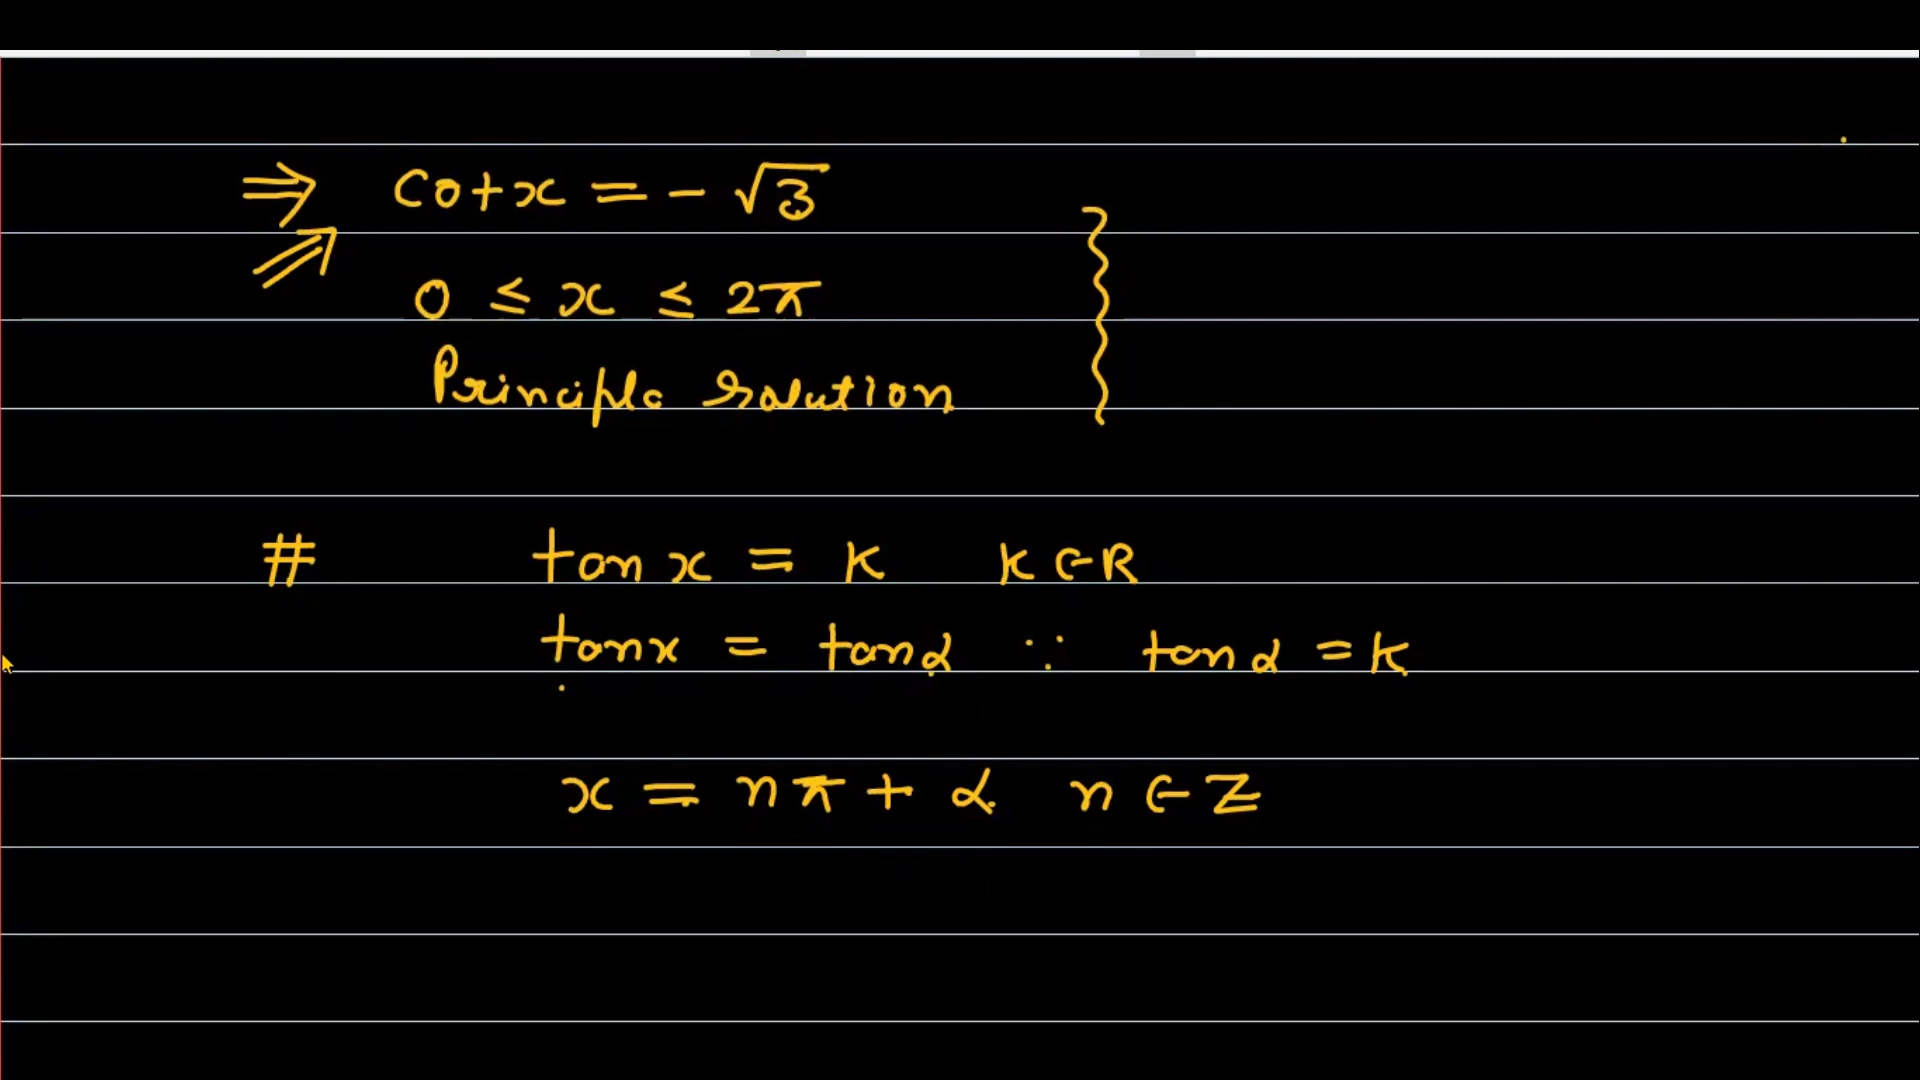 ⇒ cot x = - √3
⇒ 0 ≤ x ≤ 2π
Principle solution
# tan x = k k ∈ R
tan x = tan α ∵ tan α = k
x = nπ + α n ∈ Z